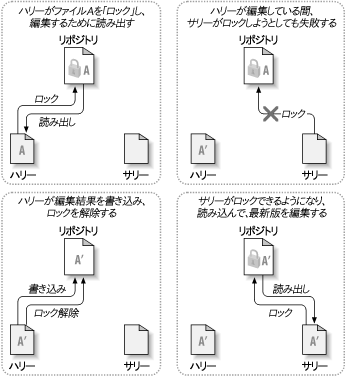 ハリーがファイルAを「ロック」し、
編集するために読み出す
リポジトリ
A
ロック
読み出し
A
ハリー
サリー
ハリーが編集している間、
サリーがロックしようとしても失敗する
リポジトリ
A
ロック
A'
ハリー
サリー
ハリーが編集結果を書き込み、
ロックを解除する
リポジトリ
A'
書き込み
ロック解除
A'
ハリー
サリー
サリーがロックできるようになり、
読み込んで、最新版を編集する
リポジトリ
A'
読み出し
ロック
A'
A'
ハリー
サリー